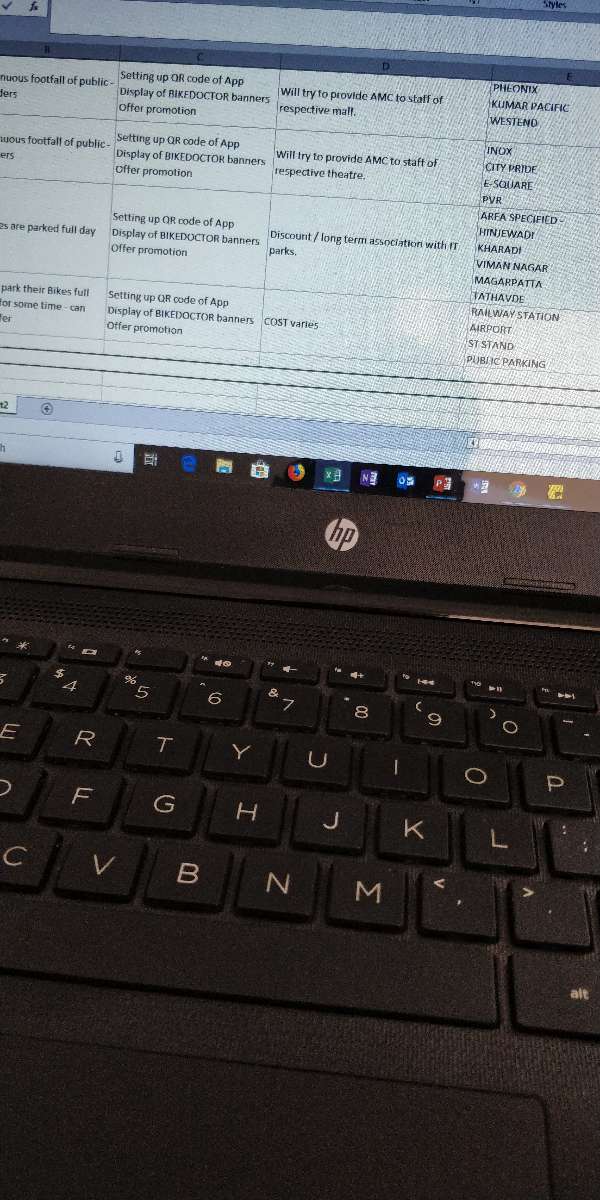 Styles
fx
B C D E
nuous footfall of public -
ders
Setting up QR code of App
Display of BIKEDOCTOR banners
Offer promotion
Will try to provide AMC to staff of
respective mall.
PHEONIX
KUMAR PACIFIC
WESTEND
nuous footfall of public-
ers
Setting up QR code of App
Display of BIKEDOCTOR banners
Offer promotion
Will try to provide AMC to staff of
respective theatre.
INOX
CITY PRIDE
E-SQUARE
PVR
es are parked full day
Setting up QR code of App
Display of BIKEDOCTOR banners
Offer promotion
Discount / long term association with IT
parks.
AREA SPECIFIED -
HINJEWADI
KHARADI
VIMAN NAGAR
MAGARPATTA
TATHAVDE
park their Bikes full
for some time - can
fer
Setting up QR code of App
Display of BIKEDOCTOR banners
Offer promotion
COST varies
RAILWAY STATION
AIRPORT
ST STAND
PUBLIC PARKING
t2
h
hp
$ 4 % 5 ^ 6 & 7 * 8 ( 9 ) 0
E R T Y U I O P
D F G H J K L : ;
C V B N M < , > .
alt